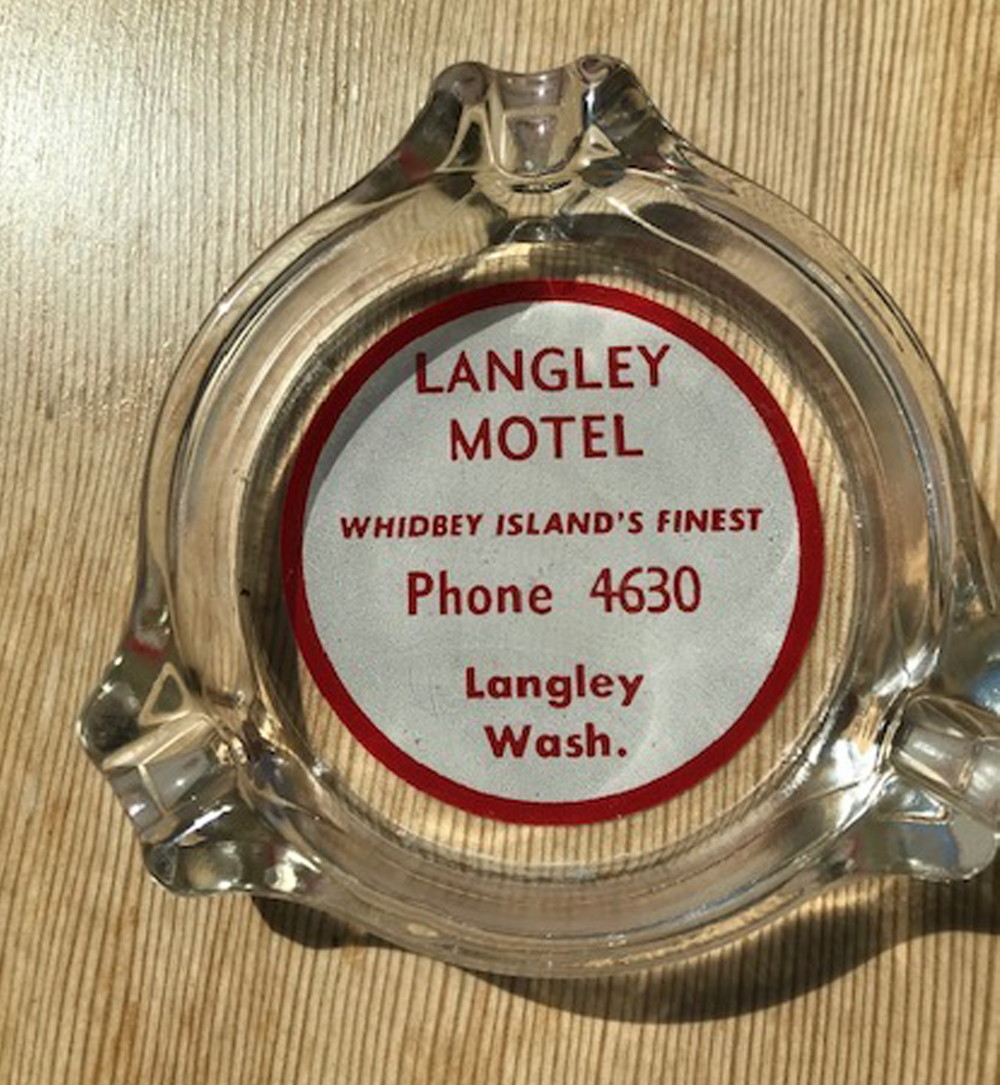 LANGLEY
MOTEL
WHIDBEY ISLAND'S FINEST
Phone 4630
Langley
Wash.